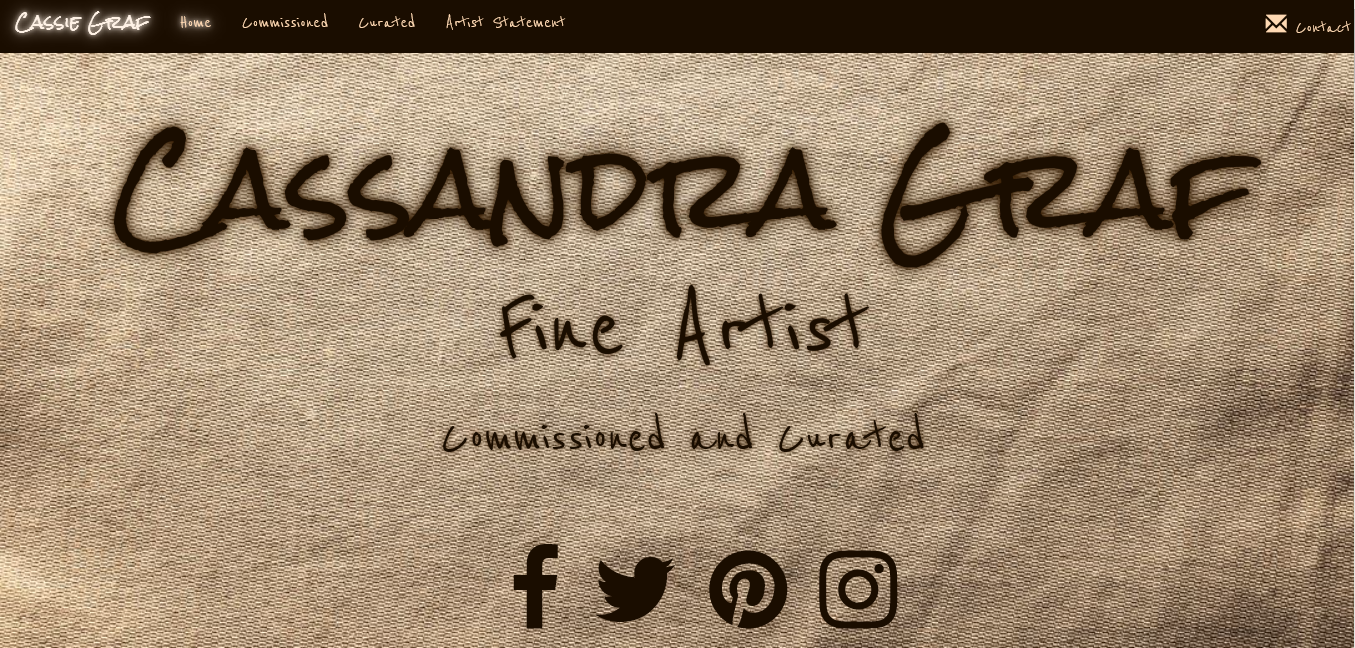 Cassie Graf Home Commissioned Curated Artist Statement Contact
Cassandra Graf
Fine Artist
Commissioned and Curated